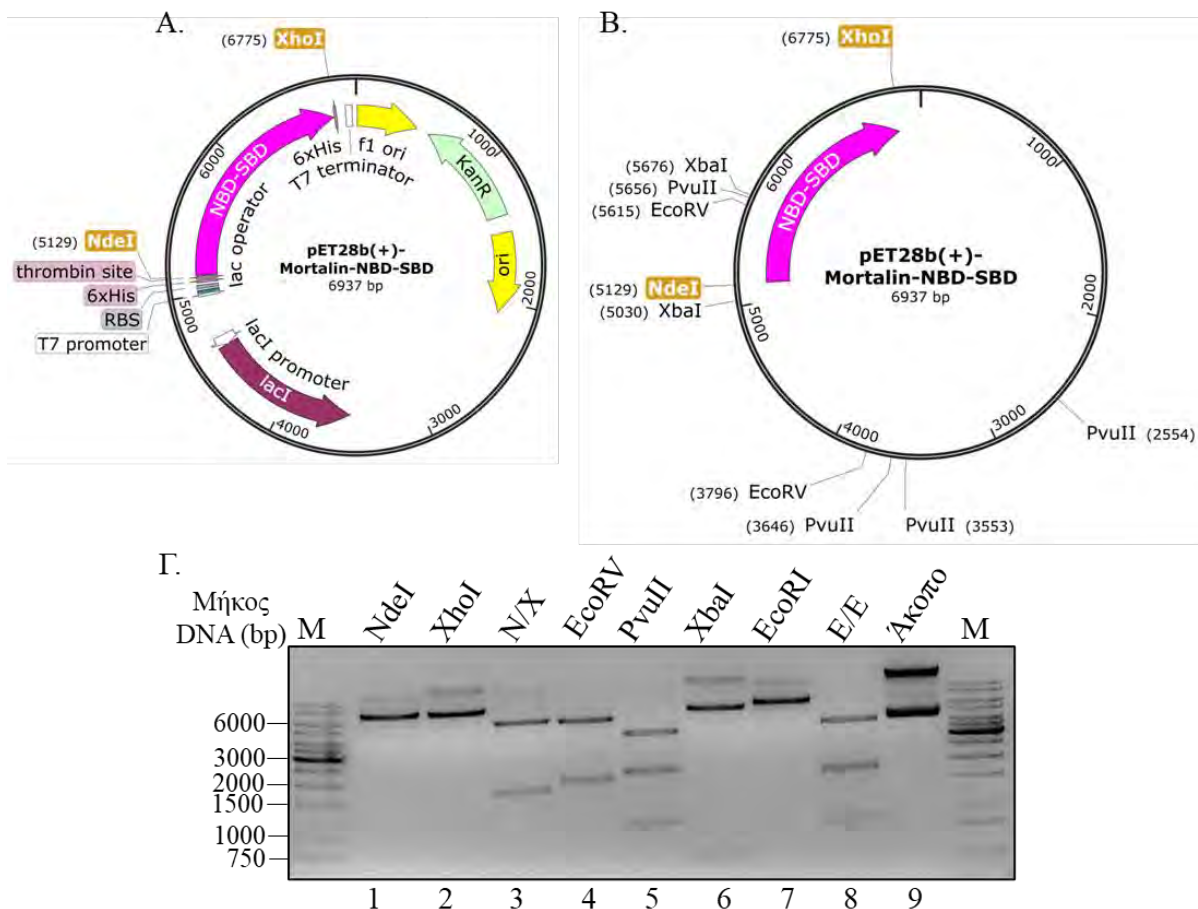 A.
(6775) XhoI
6000
1000
NBD-SBD
6xHis
f1 ori
T7 terminator
KanR
lac operator
(5129) NdeI
thrombin site
6xHis
RBS
T7 promoter
pET28b(+)-
Mortalin-NBD-SBD
6937 bp
ori
2000
5000
lacI promoter
lacI
4000
3000
B.
(6775) XhoI
1000
6000
(5676) XbaI
(5656) PvuII
(5615) EcoRV
NBD-SBD
pET28b(+)-
Mortalin-NBD-SBD
6937 bp
(5129) NdeI
(5030) XbaI
5000
2000
4000
3000
PvuII (2554)
(3796) EcoRV
(3646) PvuII
PvuII (3553)
Γ.
Μήκος
DNA (bp)
M NdeI XhoI N/X EcoRV PvuII XbaI EcoRI E/E Άκοπο M
6000
3000
2000
1500
1000
750
1 2 3 4 5 6 7 8 9